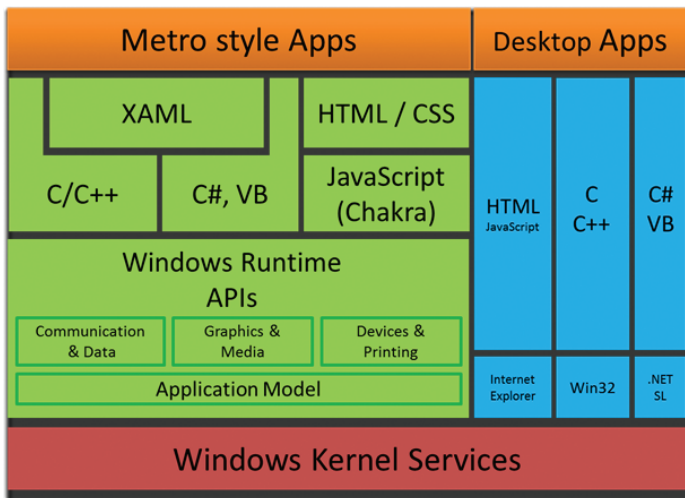 Metro style Apps
Desktop Apps
XAML
HTML / CSS
C/C++
C#, VB
JavaScript
(Chakra)
Windows Runtime
APIs
Communication
& Data
Graphics &
Media
Devices &
Printing
Application Model
HTML
JavaScript
C
C++
C#
VB
Internet
Explorer
Win32
.NET
SL
Windows Kernel Services